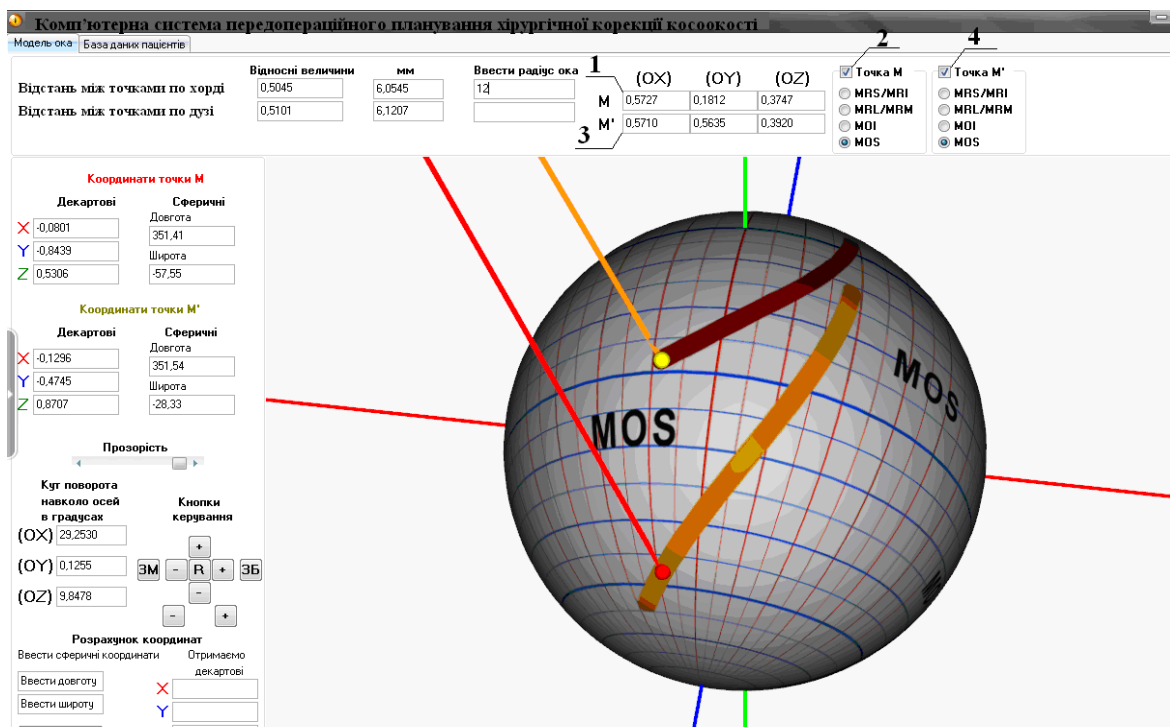 Комп’ютерна система передопераційного планування хірургічної корекції косоокості
Модель ока База даних пацієнтів
2 4
Відносні величини мм Ввести радіус ока 1 (OX) (OY) (OZ) Точка М Точка М'
Відстань між точками по хорді 0,5045 6,0545 12 M 0,5727 0,1812 0,3747 MRS/MRI MRS/MRI
Відстань між точками по дузі 0,5101 6,1207 M' 0,5710 0,5635 0,3920 MRL/MRM MRL/MRM
3 MOI MOI
MOS MOS
Координати точки М
Декартові Сферичні
Довгота
X -0,0801 351,41
Y -0,8439 Широта
Z 0,5306 -57,55
Координати точки М'
Декартові Сферичні
Довгота
X -0,1296 351,54
Y -0,4745 Широта
Z 0,8707 -28,33
MOS MOS
Прозорість
Кут поворота
навколо осей
в градусах
Кнопки
керування
(OX) 29,2530 +
(OY) 0,1255 ЗМ - R + ЗБ
(OZ) 9,8478 -
- +
Розрахунок координат
Ввести сферичні координати Отримаємо
декартові
Ввести довготу X
Ввести широту Y